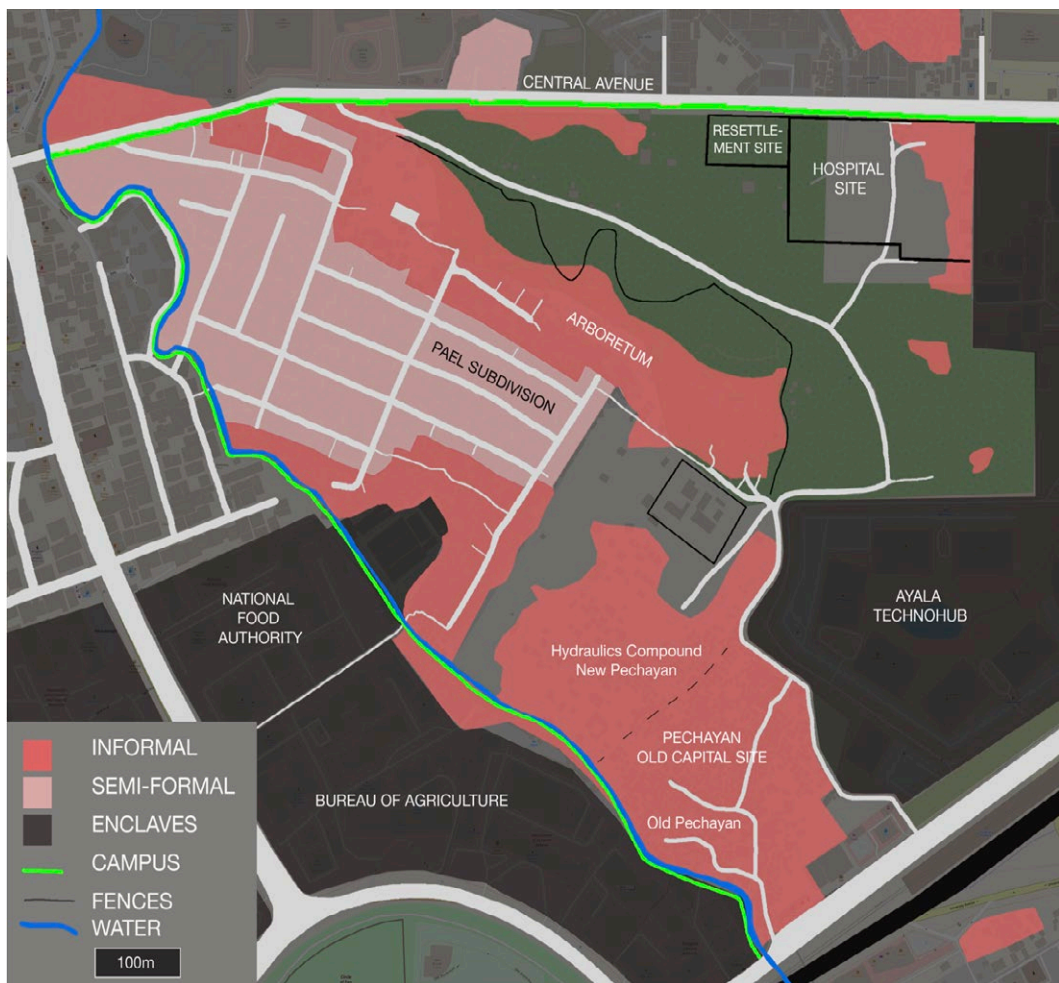 CENTRAL AVENUE
RESETTLE-
MENT SITE
HOSPITAL
SITE
ARBORETUM
PAEL SUBDIVISION
NATIONAL
FOOD
AUTHORITY
AYALA
TECHNOHUB
Hydraulics Compound
New Pechayan
PECHAYAN
OLD CAPITAL SITE
Old Pechayan
BUREAU OF AGRICULTURE
INFORMAL
SEMI-FORMAL
ENCLAVES
CAMPUS
FENCES
WATER
100m